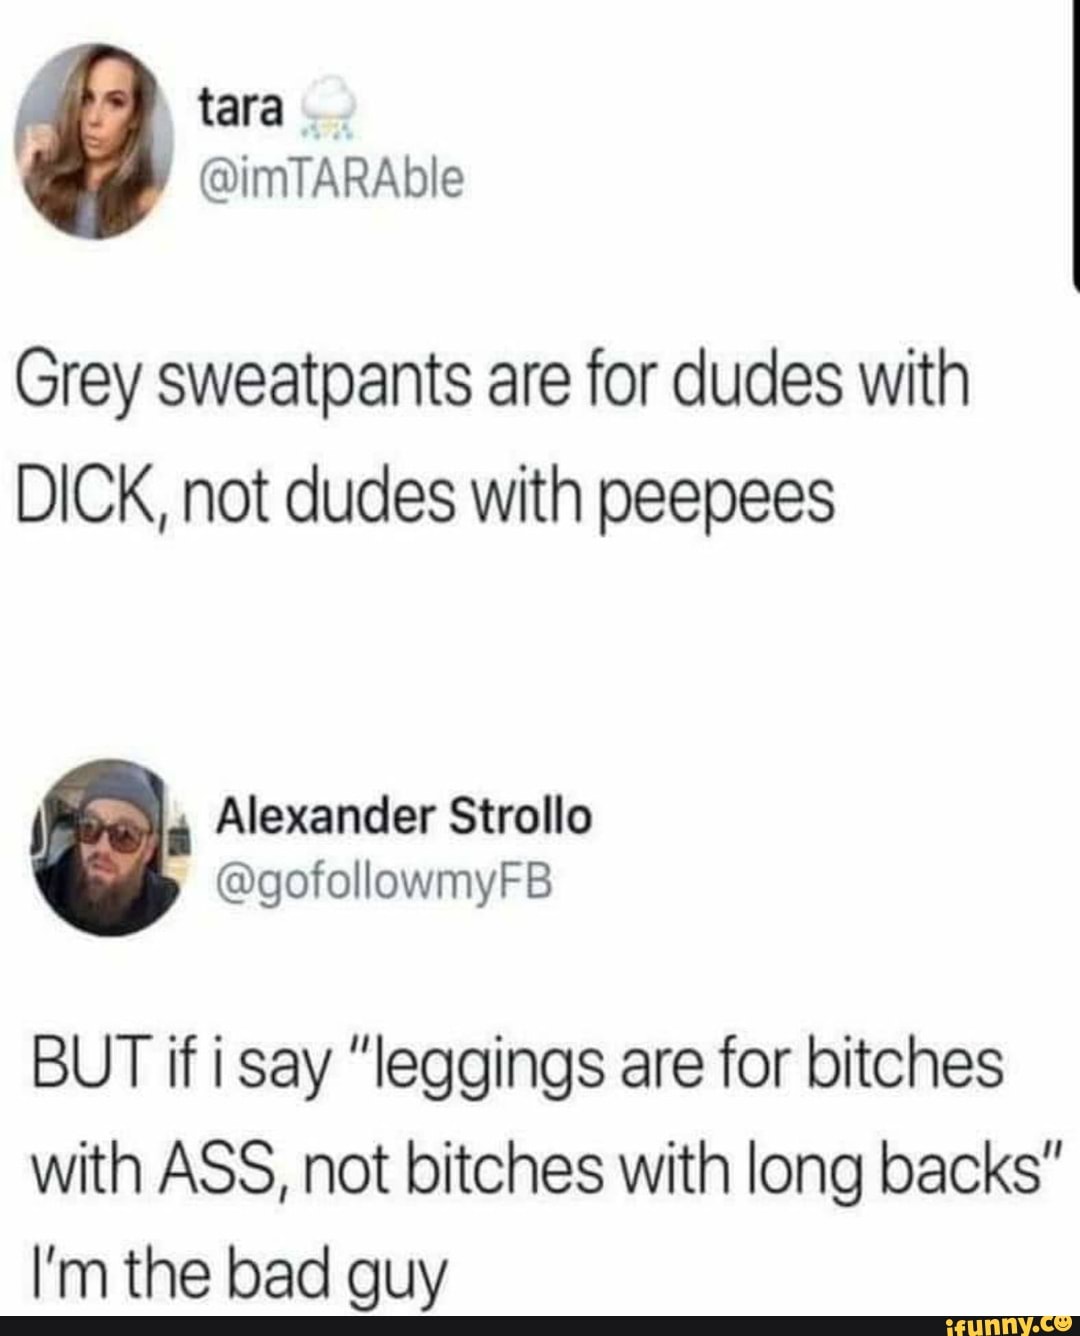 tara
@imTARAble
Grey sweatpants are for dudes with
DICK, not dudes with peepees
Alexander Strollo
@gofollowmyFB
BUT if i say "leggings are for bitches
with ASS, not bitches with long backs"
I'm the bad guy
ifunny.co